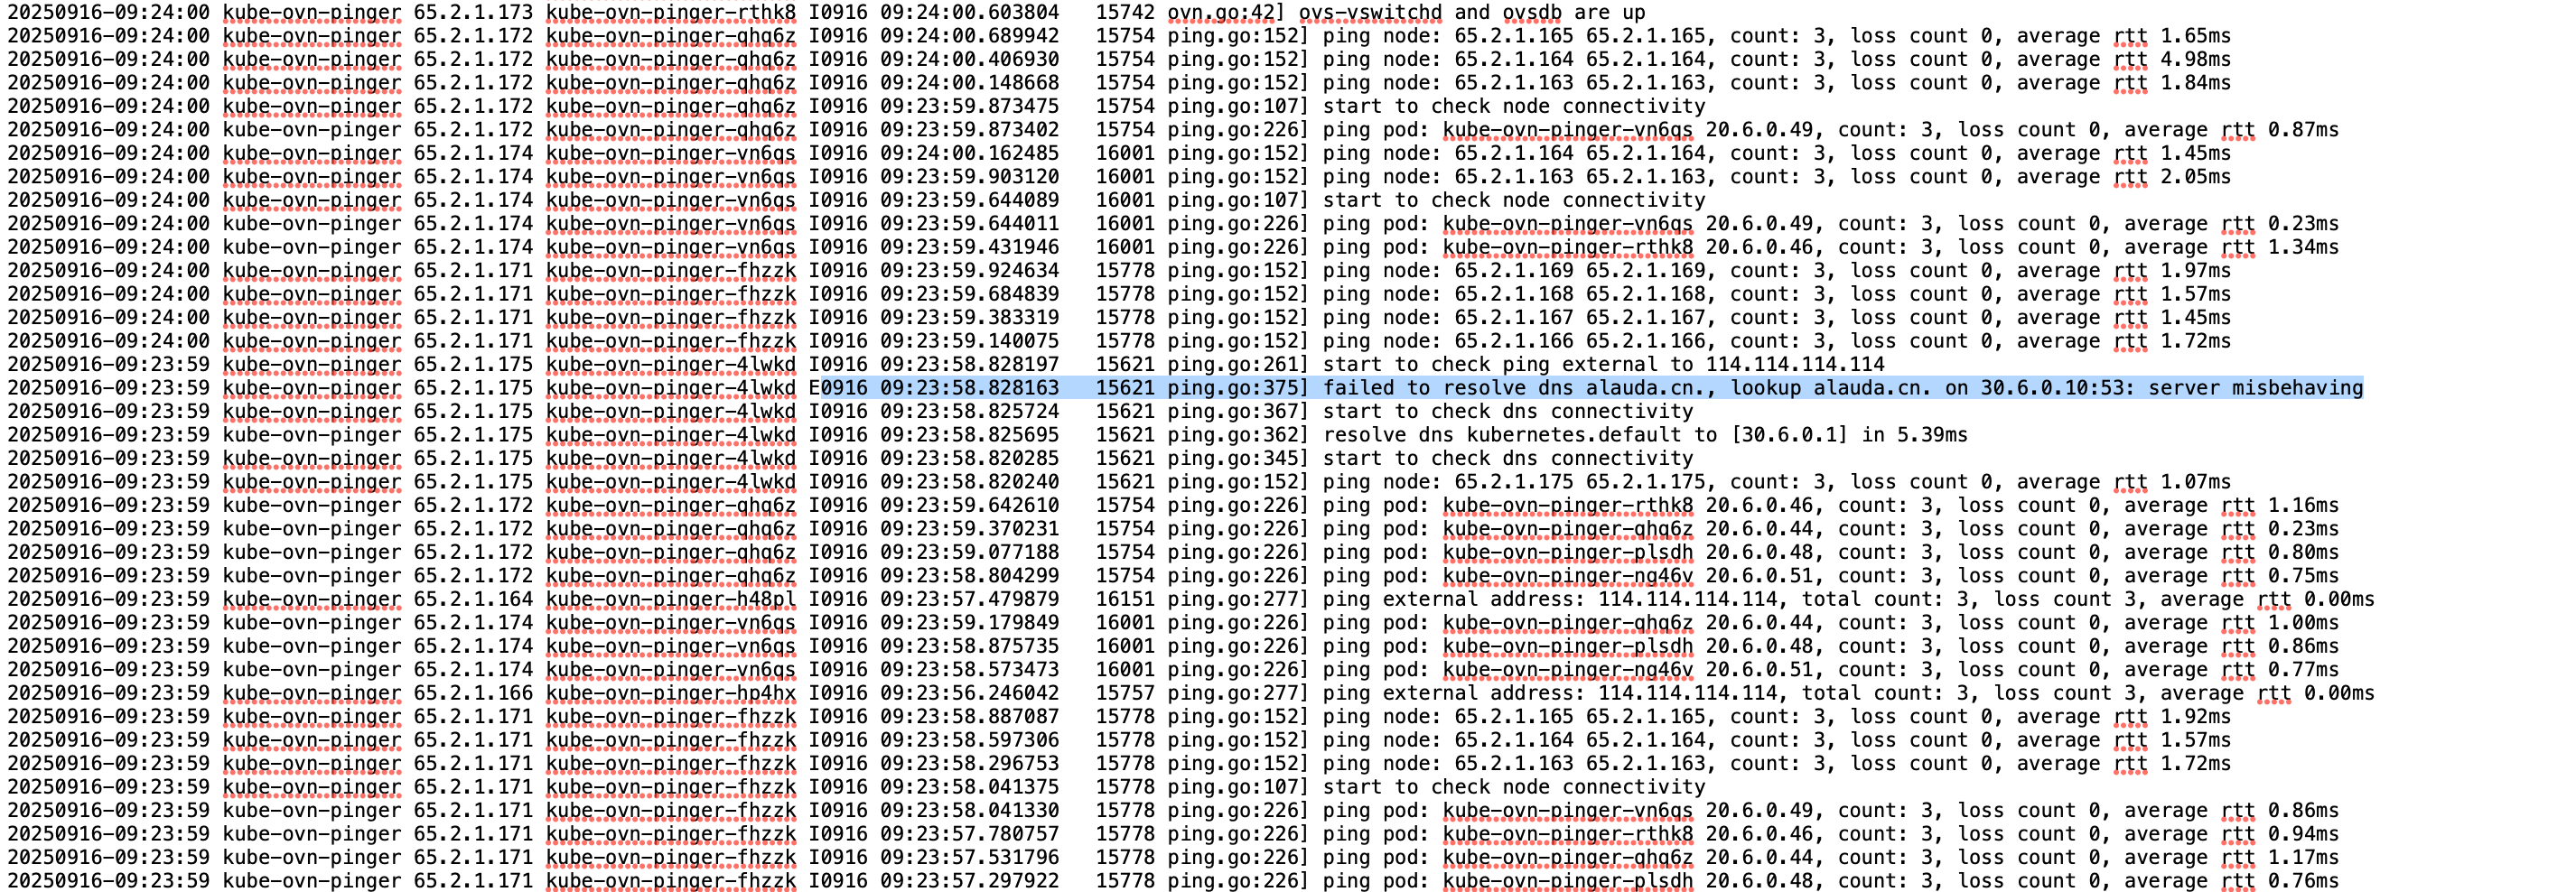 20250916-09:24:00 kube-ovn-pinger 65.2.1.173 kube-ovn-pinger-rthk8 I0916 09:24:00.603804   15742 ovn.go:42] ovs-vswitchd and ovsdb are up
20250916-09:24:00 kube-ovn-pinger 65.2.1.172 kube-ovn-pinger-qhq6z I0916 09:24:00.689942   15754 ping.go:152] ping node: 65.2.1.165 65.2.1.165, count: 3, loss count 0, average rtt 1.65ms
20250916-09:24:00 kube-ovn-pinger 65.2.1.172 kube-ovn-pinger-qhq6z I0916 09:24:00.406930   15754 ping.go:152] ping node: 65.2.1.164 65.2.1.164, count: 3, loss count 0, average rtt 4.98ms
20250916-09:24:00 kube-ovn-pinger 65.2.1.172 kube-ovn-pinger-qhq6z I0916 09:24:00.148668   15754 ping.go:152] ping node: 65.2.1.163 65.2.1.163, count: 3, loss count 0, average rtt 1.84ms
20250916-09:24:00 kube-ovn-pinger 65.2.1.172 kube-ovn-pinger-qhq6z I0916 09:23:59.873475   15754 ping.go:107] start to check node connectivity
20250916-09:24:00 kube-ovn-pinger 65.2.1.172 kube-ovn-pinger-qhq6z I0916 09:23:59.873402   15754 ping.go:226] ping pod: kube-ovn-pinger-vn6qs 20.6.0.49, count: 3, loss count 0, average rtt 0.87ms
20250916-09:24:00 kube-ovn-pinger 65.2.1.174 kube-ovn-pinger-vn6qs I0916 09:24:00.162485   16001 ping.go:152] ping node: 65.2.1.164 65.2.1.164, count: 3, loss count 0, average rtt 1.45ms
20250916-09:24:00 kube-ovn-pinger 65.2.1.174 kube-ovn-pinger-vn6qs I0916 09:23:59.903120   16001 ping.go:152] ping node: 65.2.1.163 65.2.1.163, count: 3, loss count 0, average rtt 2.05ms
20250916-09:24:00 kube-ovn-pinger 65.2.1.174 kube-ovn-pinger-vn6qs I0916 09:23:59.644089   16001 ping.go:107] start to check node connectivity
20250916-09:24:00 kube-ovn-pinger 65.2.1.174 kube-ovn-pinger-vn6qs I0916 09:23:59.644011   16001 ping.go:226] ping pod: kube-ovn-pinger-vn6qs 20.6.0.49, count: 3, loss count 0, average rtt 0.23ms
20250916-09:24:00 kube-ovn-pinger 65.2.1.174 kube-ovn-pinger-vn6qs I0916 09:23:59.431946   16001 ping.go:226] ping pod: kube-ovn-pinger-rthk8 20.6.0.46, count: 3, loss count 0, average rtt 1.34ms
20250916-09:24:00 kube-ovn-pinger 65.2.1.171 kube-ovn-pinger-fhzzk I0916 09:23:59.924634   15778 ping.go:152] ping node: 65.2.1.169 65.2.1.169, count: 3, loss count 0, average rtt 1.97ms
20250916-09:24:00 kube-ovn-pinger 65.2.1.171 kube-ovn-pinger-fhzzk I0916 09:23:59.684839   15778 ping.go:152] ping node: 65.2.1.168 65.2.1.168, count: 3, loss count 0, average rtt 1.57ms
20250916-09:24:00 kube-ovn-pinger 65.2.1.171 kube-ovn-pinger-fhzzk I0916 09:23:59.383319   15778 ping.go:152] ping node: 65.2.1.167 65.2.1.167, count: 3, loss count 0, average rtt 1.45ms
20250916-09:24:00 kube-ovn-pinger 65.2.1.171 kube-ovn-pinger-fhzzk I0916 09:23:59.140075   15778 ping.go:152] ping node: 65.2.1.166 65.2.1.166, count: 3, loss count 0, average rtt 1.72ms
20250916-09:23:59 kube-ovn-pinger 65.2.1.175 kube-ovn-pinger-4lwkd I0916 09:23:58.828197   15621 ping.go:261] start to check ping external to 114.114.114.114
20250916-09:23:59 kube-ovn-pinger 65.2.1.175 kube-ovn-pinger-4lwkd E0916 09:23:58.828163   15621 ping.go:375] failed to resolve dns alauda.cn., lookup alauda.cn. on 30.6.0.10:53: server misbehaving
20250916-09:23:59 kube-ovn-pinger 65.2.1.175 kube-ovn-pinger-4lwkd I0916 09:23:58.825724   15621 ping.go:367] start to check dns connectivity
20250916-09:23:59 kube-ovn-pinger 65.2.1.175 kube-ovn-pinger-4lwkd I0916 09:23:58.825695   15621 ping.go:362] resolve dns kubernetes.default to [30.6.0.1] in 5.39ms
20250916-09:23:59 kube-ovn-pinger 65.2.1.175 kube-ovn-pinger-4lwkd I0916 09:23:58.820285   15621 ping.go:345] start to check dns connectivity
20250916-09:23:59 kube-ovn-pinger 65.2.1.175 kube-ovn-pinger-4lwkd I0916 09:23:58.820240   15621 ping.go:152] ping node: 65.2.1.175 65.2.1.175, count: 3, loss count 0, average rtt 1.07ms
20250916-09:23:59 kube-ovn-pinger 65.2.1.172 kube-ovn-pinger-qhq6z I0916 09:23:59.642610   15754 ping.go:226] ping pod: kube-ovn-pinger-rthk8 20.6.0.46, count: 3, loss count 0, average rtt 1.16ms
20250916-09:23:59 kube-ovn-pinger 65.2.1.172 kube-ovn-pinger-qhq6z I0916 09:23:59.370231   15754 ping.go:226] ping pod: kube-ovn-pinger-qhq6z 20.6.0.44, count: 3, loss count 0, average rtt 0.23ms
20250916-09:23:59 kube-ovn-pinger 65.2.1.172 kube-ovn-pinger-qhq6z I0916 09:23:59.077188   15754 ping.go:226] ping pod: kube-ovn-pinger-plsdh 20.6.0.48, count: 3, loss count 0, average rtt 0.80ms
20250916-09:23:59 kube-ovn-pinger 65.2.1.172 kube-ovn-pinger-qhq6z I0916 09:23:58.804299   15754 ping.go:226] ping pod: kube-ovn-pinger-nq46v 20.6.0.51, count: 3, loss count 0, average rtt 0.75ms
20250916-09:23:59 kube-ovn-pinger 65.2.1.164 kube-ovn-pinger-h48pl I0916 09:23:57.479879   16151 ping.go:277] ping external address: 114.114.114.114, total count: 3, loss count 3, average rtt 0.00ms
20250916-09:23:59 kube-ovn-pinger 65.2.1.174 kube-ovn-pinger-vn6qs I0916 09:23:59.179849   16001 ping.go:226] ping pod: kube-ovn-pinger-qhq6z 20.6.0.44, count: 3, loss count 0, average rtt 1.00ms
20250916-09:23:59 kube-ovn-pinger 65.2.1.174 kube-ovn-pinger-vn6qs I0916 09:23:58.875735   16001 ping.go:226] ping pod: kube-ovn-pinger-plsdh 20.6.0.48, count: 3, loss count 0, average rtt 0.86ms
20250916-09:23:59 kube-ovn-pinger 65.2.1.174 kube-ovn-pinger-vn6qs I0916 09:23:58.573473   16001 ping.go:226] ping pod: kube-ovn-pinger-nq46v 20.6.0.51, count: 3, loss count 0, average rtt 0.77ms
20250916-09:23:59 kube-ovn-pinger 65.2.1.166 kube-ovn-pinger-hp4hx I0916 09:23:56.246042   15757 ping.go:277] ping external address: 114.114.114.114, total count: 3, loss count 3, average rtt 0.00ms
20250916-09:23:59 kube-ovn-pinger 65.2.1.171 kube-ovn-pinger-fhzzk I0916 09:23:58.887087   15778 ping.go:152] ping node: 65.2.1.165 65.2.1.165, count: 3, loss count 0, average rtt 1.92ms
20250916-09:23:59 kube-ovn-pinger 65.2.1.171 kube-ovn-pinger-fhzzk I0916 09:23:58.597306   15778 ping.go:152] ping node: 65.2.1.164 65.2.1.164, count: 3, loss count 0, average rtt 1.57ms
20250916-09:23:59 kube-ovn-pinger 65.2.1.171 kube-ovn-pinger-fhzzk I0916 09:23:58.296753   15778 ping.go:152] ping node: 65.2.1.163 65.2.1.163, count: 3, loss count 0, average rtt 1.72ms
20250916-09:23:59 kube-ovn-pinger 65.2.1.171 kube-ovn-pinger-fhzzk I0916 09:23:58.041375   15778 ping.go:107] start to check node connectivity
20250916-09:23:59 kube-ovn-pinger 65.2.1.171 kube-ovn-pinger-fhzzk I0916 09:23:58.041330   15778 ping.go:226] ping pod: kube-ovn-pinger-vn6qs 20.6.0.49, count: 3, loss count 0, average rtt 0.86ms
20250916-09:23:59 kube-ovn-pinger 65.2.1.171 kube-ovn-pinger-fhzzk I0916 09:23:57.780757   15778 ping.go:226] ping pod: kube-ovn-pinger-rthk8 20.6.0.46, count: 3, loss count 0, average rtt 0.94ms
20250916-09:23:59 kube-ovn-pinger 65.2.1.171 kube-ovn-pinger-fhzzk I0916 09:23:57.531796   15778 ping.go:226] ping pod: kube-ovn-pinger-qhq6z 20.6.0.44, count: 3, loss count 0, average rtt 1.17ms
20250916-09:23:59 kube-ovn-pinger 65.2.1.171 kube-ovn-pinger-fhzzk I0916 09:23:57.297922   15778 ping.go:226] ping pod: kube-ovn-pinger-plsdh 20.6.0.48, count: 3, loss count 0, average rtt 0.76ms